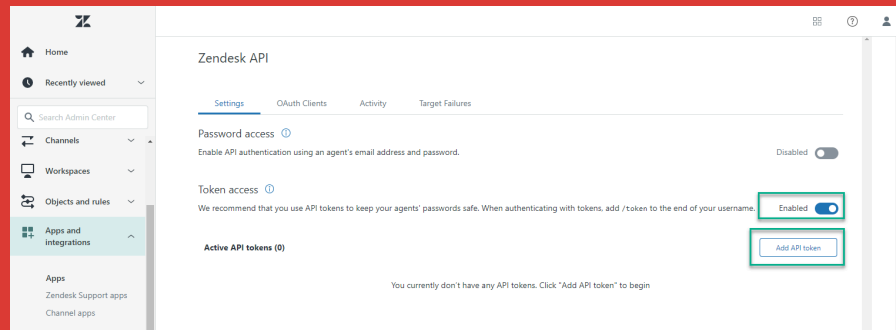 Home
Recently viewed
Search Admin Center
Channels
Workspaces
Objects and rules
Apps and
integrations
Apps
Zendesk Support apps
Channel apps
Zendesk API
Settings OAuth Clients Activity Target Failures
Password access
Enable API authentication using an agent's email address and password. Disabled
Token access
We recommend that you use API tokens to keep your agents' passwords safe. When authenticating with tokens, add /token to the end of your username. Enabled
Active API tokens (0) Add API token
You currently don't have any API tokens. Click "Add API token" to begin